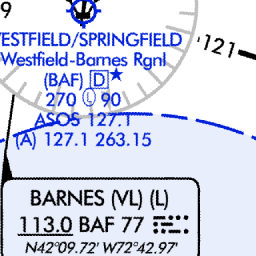 9
WESTFIELD/SPRINGFIELD
Westfield-Barnes Rgnl
121
(BAF) D★
270 Ⓛ 90
ASOS 127.1
(A) 127.1 263.15
BARNES (VL) (L)
113.0 BAF 77
N42°09.72' W72°42.97'